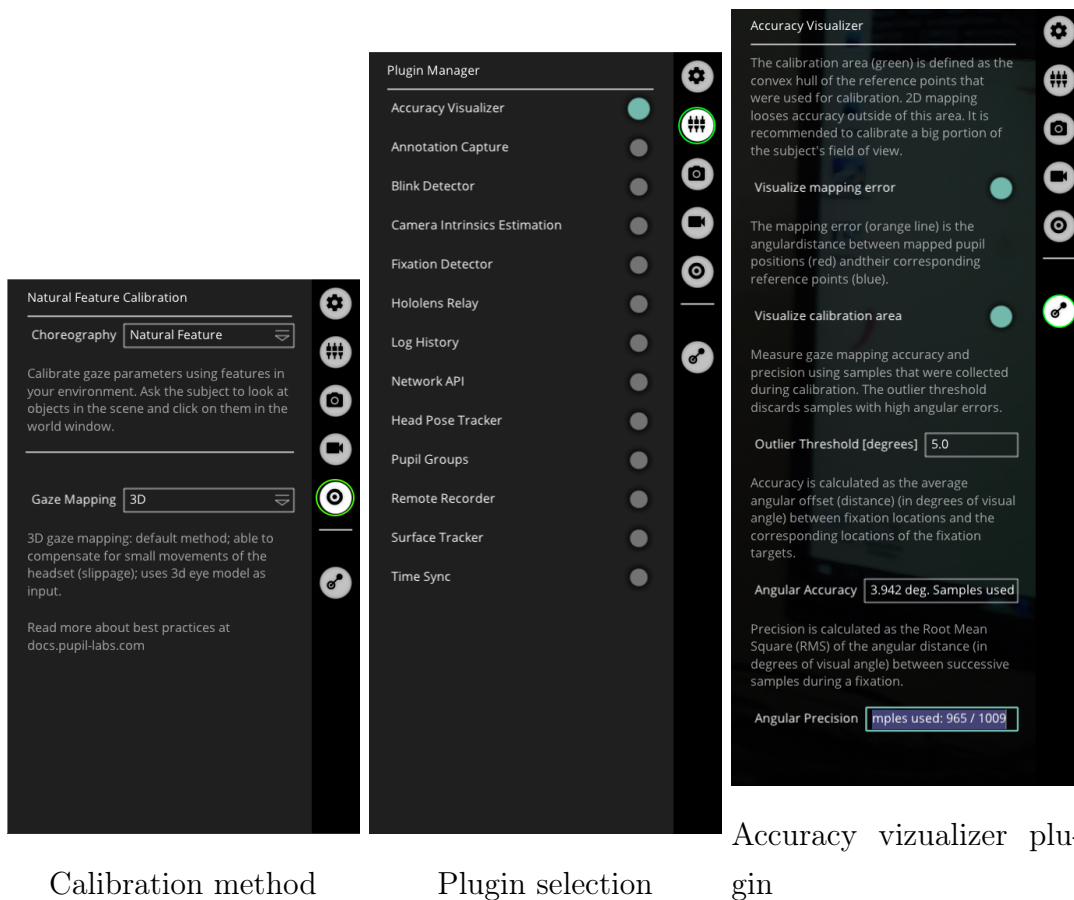 Natural Feature Calibration
Choreography Natural Feature
Calibrate gaze parameters using features in
your environment. Ask the subject to look at
objects in the scene and click on them in the
world window.
Gaze Mapping 3D
3D gaze mapping: default method; able to
compensate for small movements of the
headset (slippage); uses 3d eye model as
input.
Read more about best practices at
docs.pupil-labs.com
Calibration method
Plugin Manager
Accuracy Visualizer
Annotation Capture
Blink Detector
Camera Intrinsics Estimation
Fixation Detector
Hololens Relay
Log History
Network API
Head Pose Tracker
Pupil Groups
Remote Recorder
Surface Tracker
Time Sync
Plugin selection
Accuracy Visualizer
The calibration area (green) is defined as the
convex hull of the reference points that
were used for calibration. 2D mapping
looses accuracy outside of this area. It is
recommended to calibrate a big portion of
the subject's field of view.
Visualize mapping error
The mapping error (orange line) is the
angulardistance between mapped pupil
positions (red) andtheir corresponding
reference points (blue).
Visualize calibration area
Measure gaze mapping accuracy and
precision using samples that were collected
during calibration. The outlier threshold
discards samples with high angular errors.
Outlier Threshold [degrees] 5.0
Accuracy is calculated as the average
angular offset (distance) (in degrees of visual
angle) between fixation locations and the
corresponding locations of the fixation
targets.
Angular Accuracy 3.942 deg. Samples used
Precision is calculated as the Root Mean
Square (RMS) of the angular distance (in
degrees of visual angle) between successive
samples during a fixation.
Angular Precision mples used: 965 / 1009
Accuracy vizualizer plu-
gin